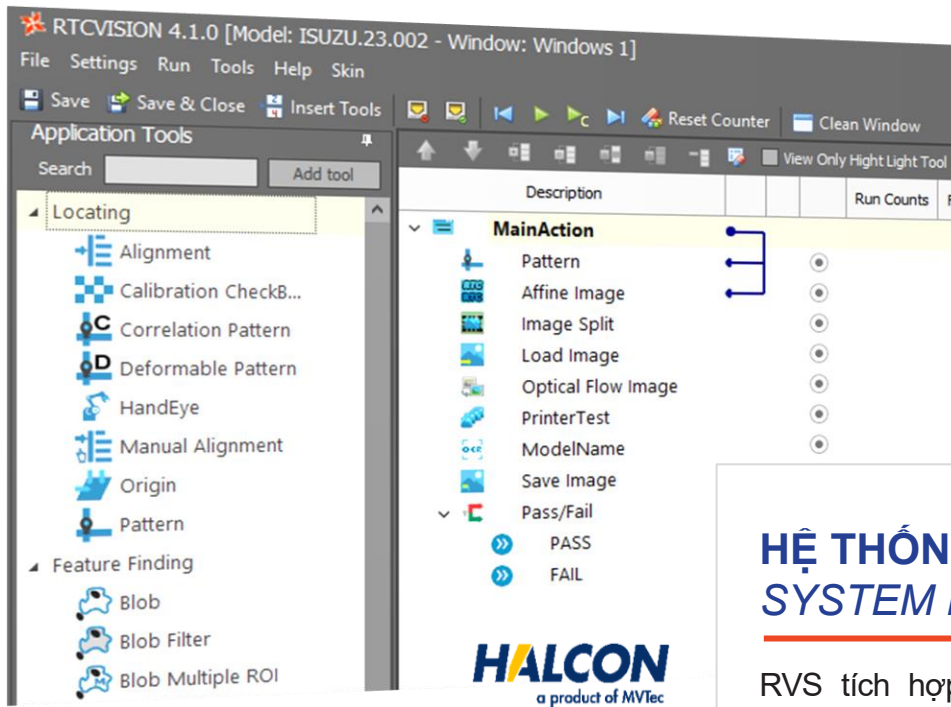 RTCVISION 4.1.0 [Model: ISUZU.23.002 - Window: Windows 1]
File Settings Run Tools Help Skin
Save Save & Close Insert Tools Reset Counter Clean Window
Application Tools
Search Add tool
View Only Hight Light Tool
Description Run Counts
Locating
Alignment
Calibration CheckB...
Correlation Pattern
Deformable Pattern
HandEye
Manual Alignment
Origin
Pattern
Feature Finding
Blob
Blob Filter
Blob Multiple ROI
MainAction
Pattern
Affine Image
Image Split
Load Image
Optical Flow Image
PrinterTest
ModelName
Save Image
Pass/Fail
PASS
FAIL
HALCON
a product of MVTec
HỆ THỐN
SYSTEM
RVS tích hợp